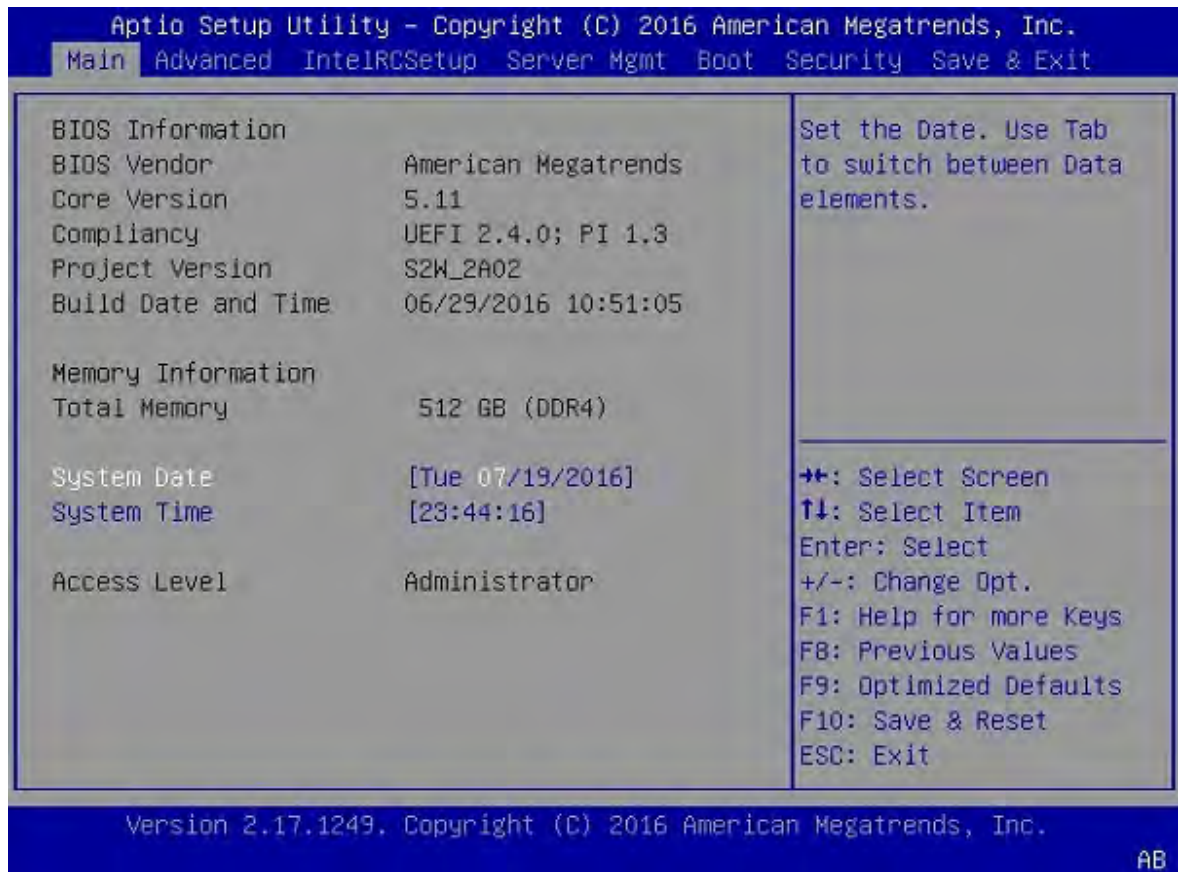 Aptio Setup Utility – Copyright (C) 2016 American Megatrends, Inc.
Main Advanced IntelRCSetup Server Mgmt Boot Security Save & Exit
BIOS Information
BIOS Vendor American Megatrends
Core Version 5.11
Compliancy UEFI 2.4.0; PI 1.3
Project Version S2W_2A02
Build Date and Time 06/29/2016 10:51:05
Memory Information
Total Memory 512 GB (DDR4)
System Date [Tue 07/19/2016]
System Time [23:44:16]
Access Level Administrator
Set the Date. Use Tab
to switch between Data
elements.
→←: Select Screen
↑↓: Select Item
Enter: Select
+/-: Change Opt.
F1: Help for more Keys
F8: Previous Values
F9: Optimized Defaults
F10: Save & Reset
ESC: Exit
Version 2.17.1249. Copyright (C) 2016 American Megatrends, Inc.
AB